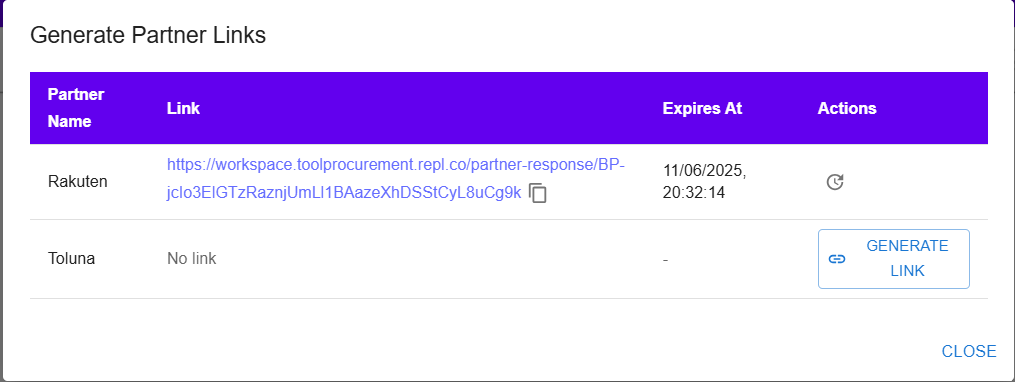 Generate Partner Links
Partner Name Link Expires At Actions
Rakuten https://workspace.toolprocurement.repl.co/partner-response/BP-jcIo3ElGTzRaznjUmLl1BAazeXhDSStCyL8uCg9k 11/06/2025, 20:32:14
Toluna No link - GENERATE LINK
CLOSE